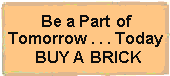 Be a Part of
Tomorrow . . . Today
BUY A BRICK